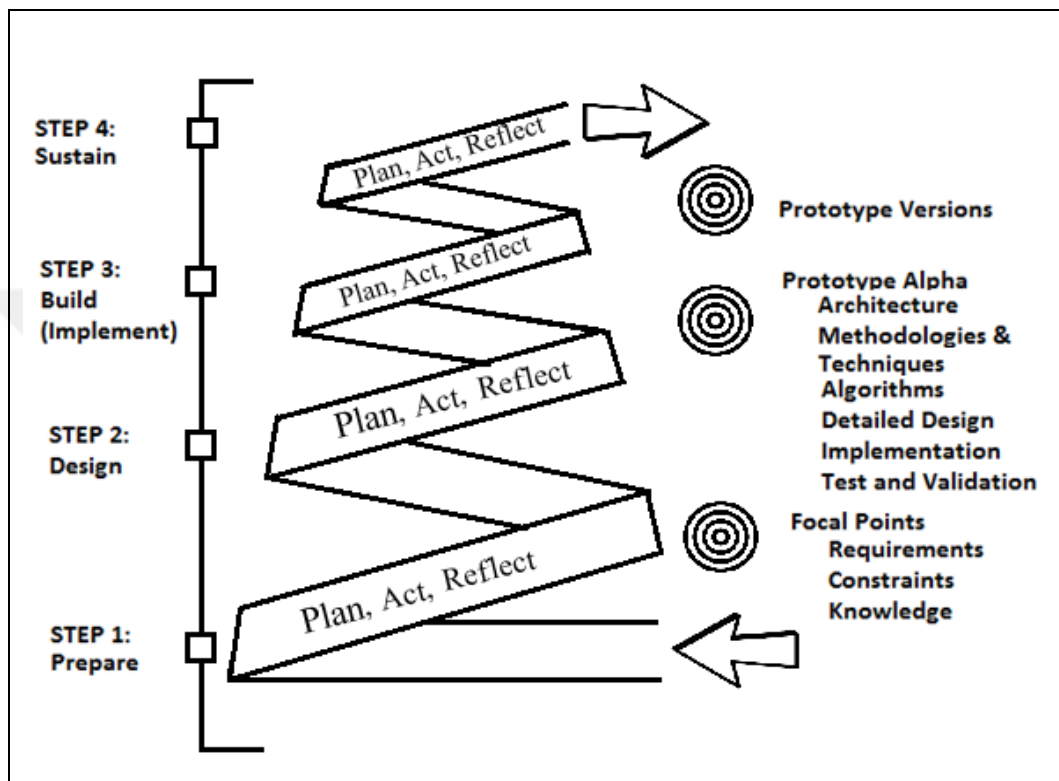 STEP 4:
Sustain
STEP 3:
Build
(Implement)
STEP 2:
Design
STEP 1:
Prepare
Plan, Act, Reflect
Plan, Act, Reflect
Plan, Act, Reflect
Plan, Act, Reflect
Prototype Versions
Prototype Alpha
Architecture
Methodologies &
Techniques
Algorithms
Detailed Design
Implementation
Test and Validation
Focal Points
Requirements
Constraints
Knowledge